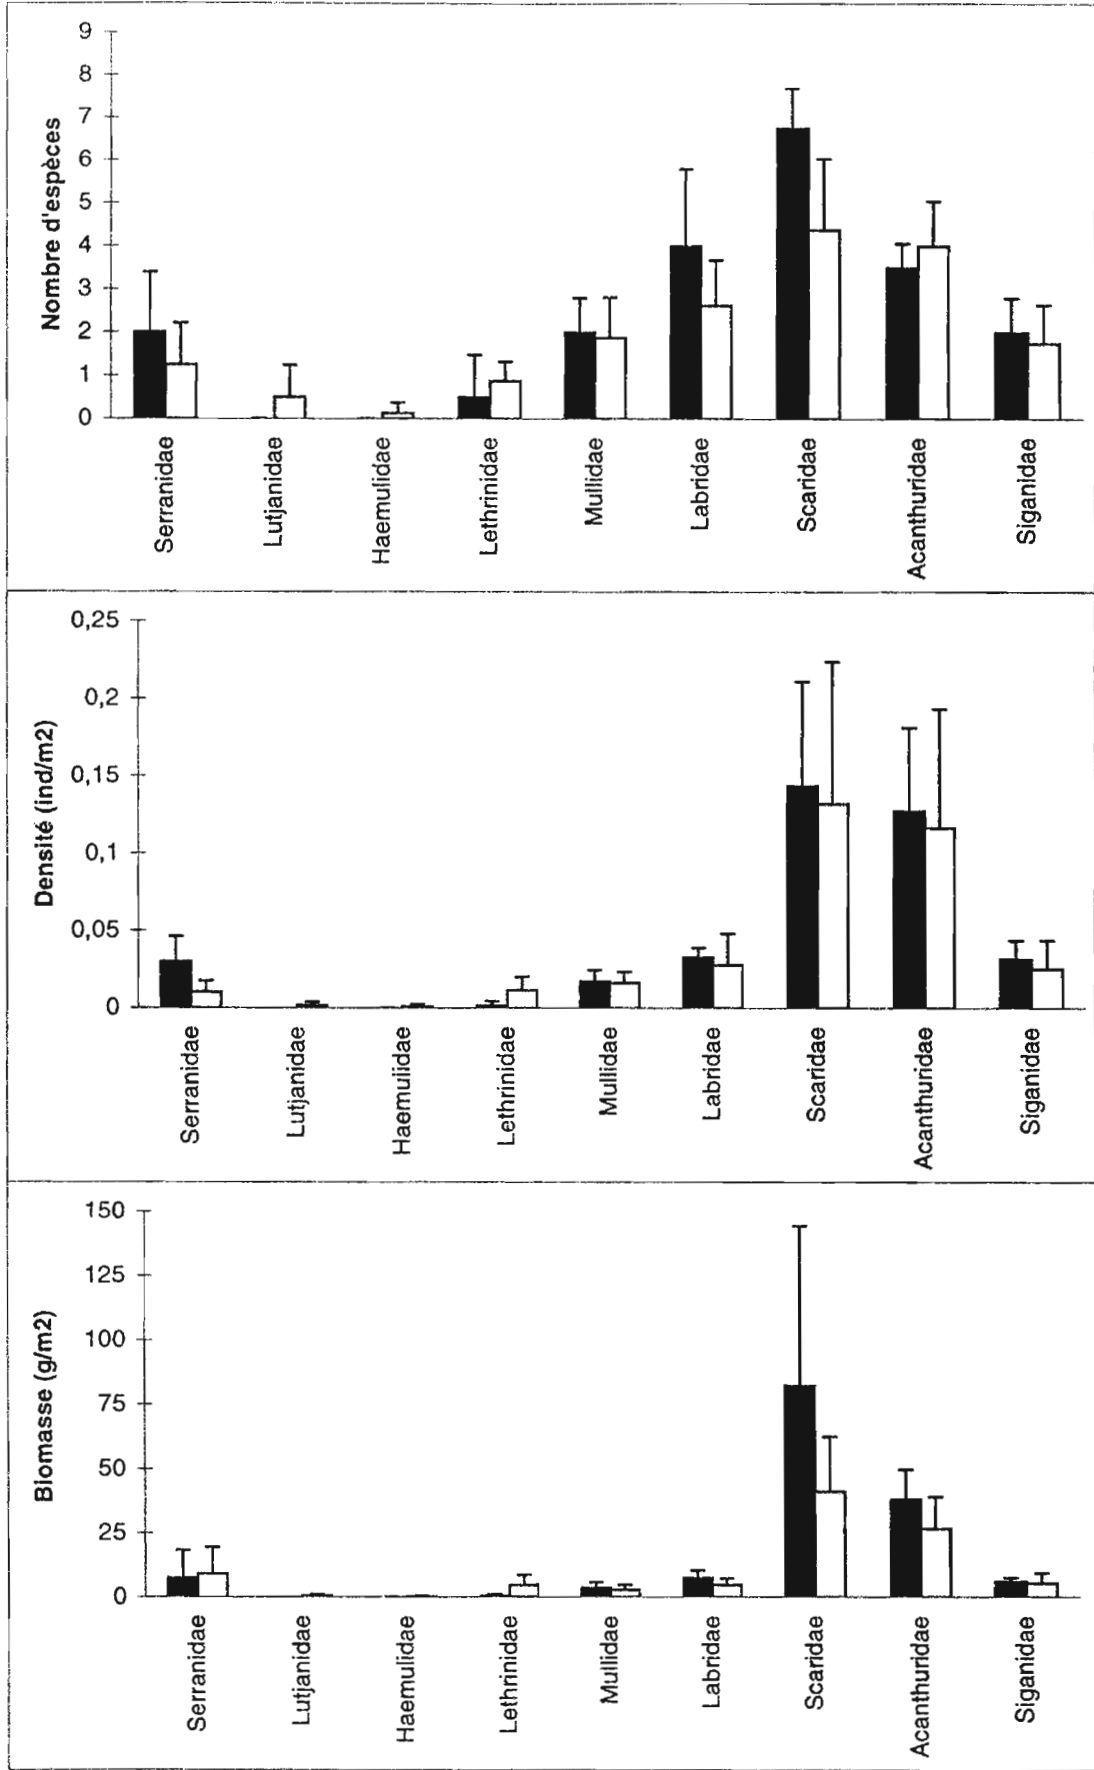 Nombre d'espèces
9
8
7
6
5
4
3
2
1
0
Serranidae
Lutjanidae
Haemulidae
Lethrinidae
Mullidae
Labridae
Scaridae
Acanthuridae
Siganidae
Densité (ind/m2)
0,25
0,2
0,15
0,1
0,05
0
Serranidae
Lutjanidae
Haemulidae
Lethrinidae
Mullidae
Labridae
Scaridae
Acanthuridae
Siganidae
Biomasse (g/m2)
150
125
100
75
50
25
0
Serranidae
Lutjanidae
Haemulidae
Lethrinidae
Mullidae
Labridae
Scaridae
Acanthuridae
Siganidae